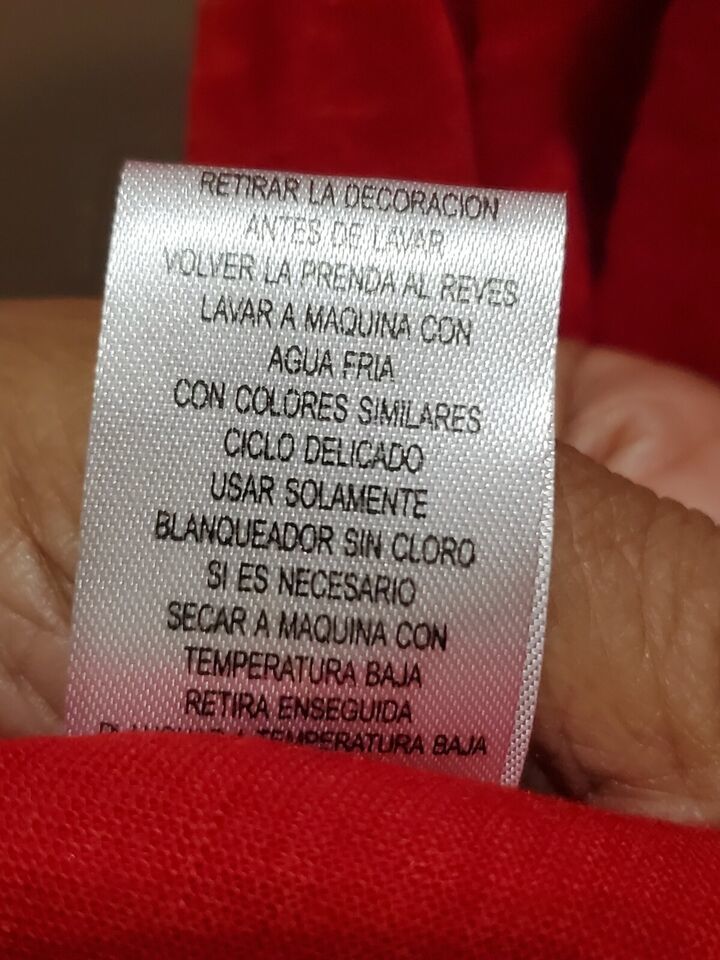 RETIRAR LA DECORACION
ANTES DE LAVAR
VOLVER LA PRENDA AL REVES
LAVAR A MAQUINA CON
AGUA FRIA
CON COLORES SIMILARES
CICLO DELICADO
USAR SOLAMENTE
BLANQUEADOR SIN CLORO
SI ES NECESARIO
SECAR A MAQUINA CON
TEMPERATURA BAJA
RETIRA ENSEGUIDA
A TEMPERATURA BAJA